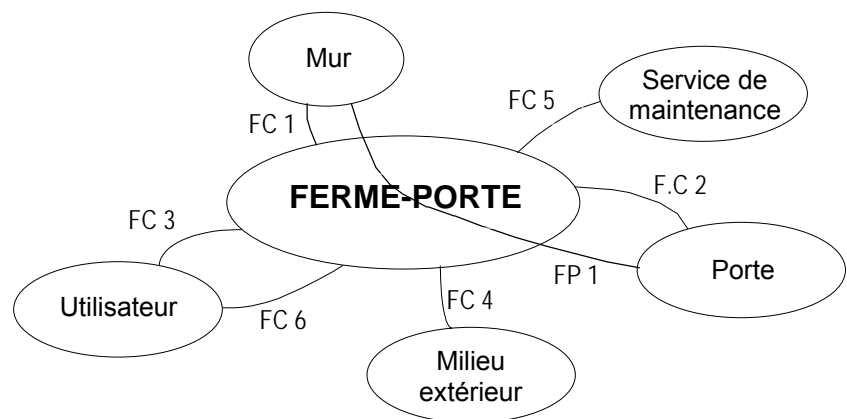 Mur
Service de
maintenance
FC 5
FC 1
FERME-PORTE
F.C 2
FC 3
FP 1
Porte
Utilisateur
FC 4
FC 6
Milieu
extérieur